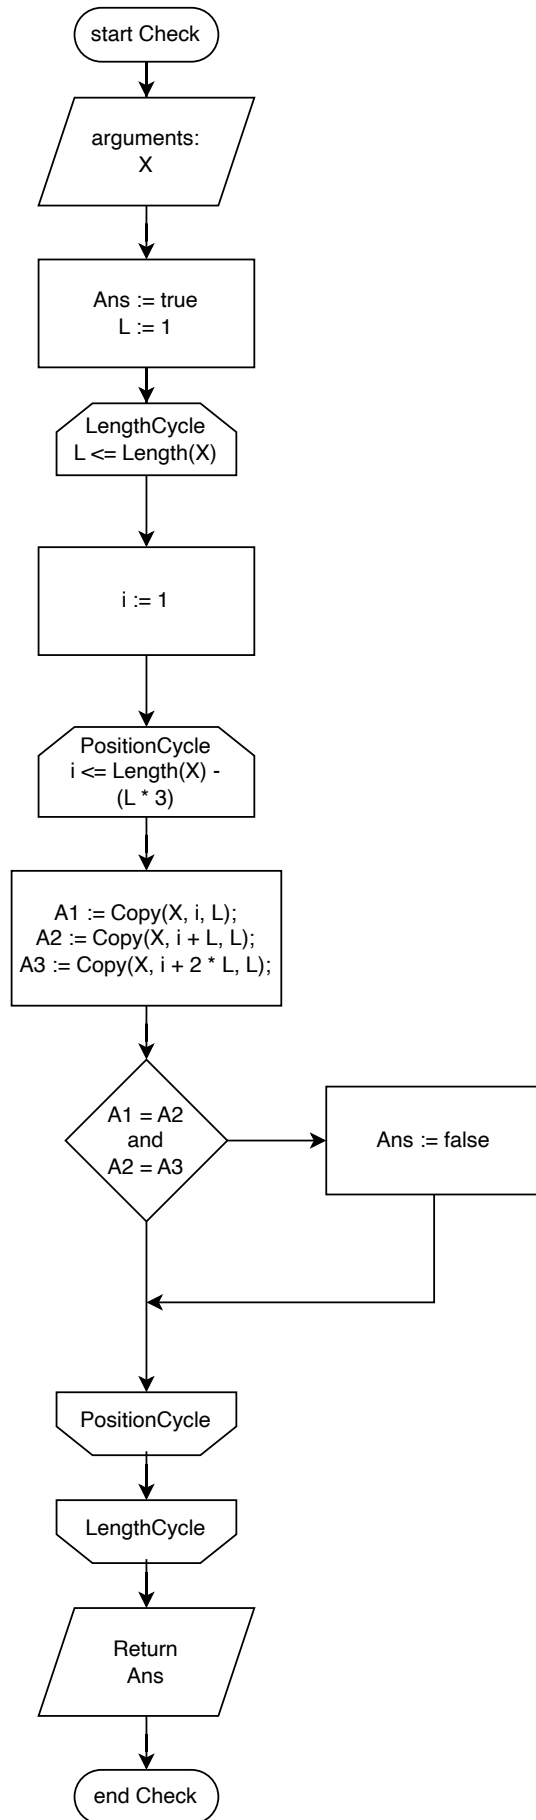 start Check
arguments:
X
Ans := true
L := 1
LengthCycle
L <= Length(X)
i := 1
PositionCycle
i <= Length(X) -
(L * 3)
A1 := Copy(X, i, L);
A2 := Copy(X, i + L, L);
A3 := Copy(X, i + 2 * L, L);
A1 = A2
and
A2 = A3
Ans := false
PositionCycle
LengthCycle
Return
Ans
end Check